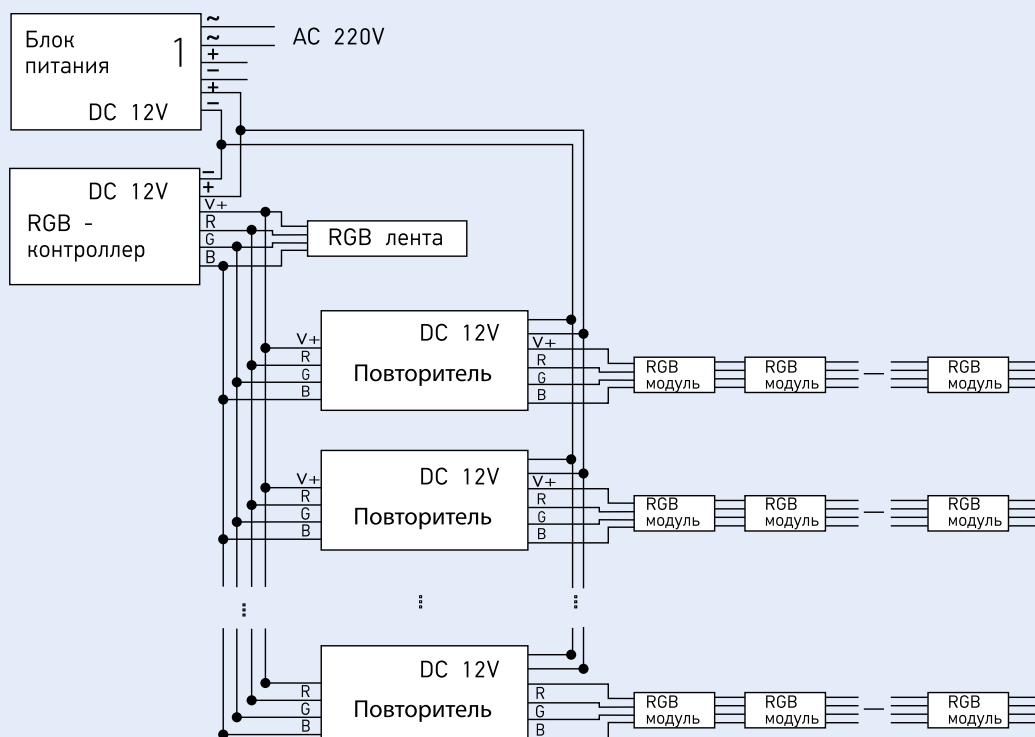 ~
~
AC 220V
Блок
питания
1
+
−
+
−
DC 12V
−
+
DC 12V
V+
R
G
B
RGB -
контроллер
RGB лента
DC 12V
Повторитель
V+
R
G
B
V+
R
G
B
RGB
модуль
RGB
модуль
—
RGB
модуль
DC 12V
Повторитель
V+
R
G
B
V+
R
G
B
RGB
модуль
RGB
модуль
—
RGB
модуль
DC 12V
Повторитель
R
G
B
R
G
B
RGB
модуль
RGB
модуль
—
RGB
модуль